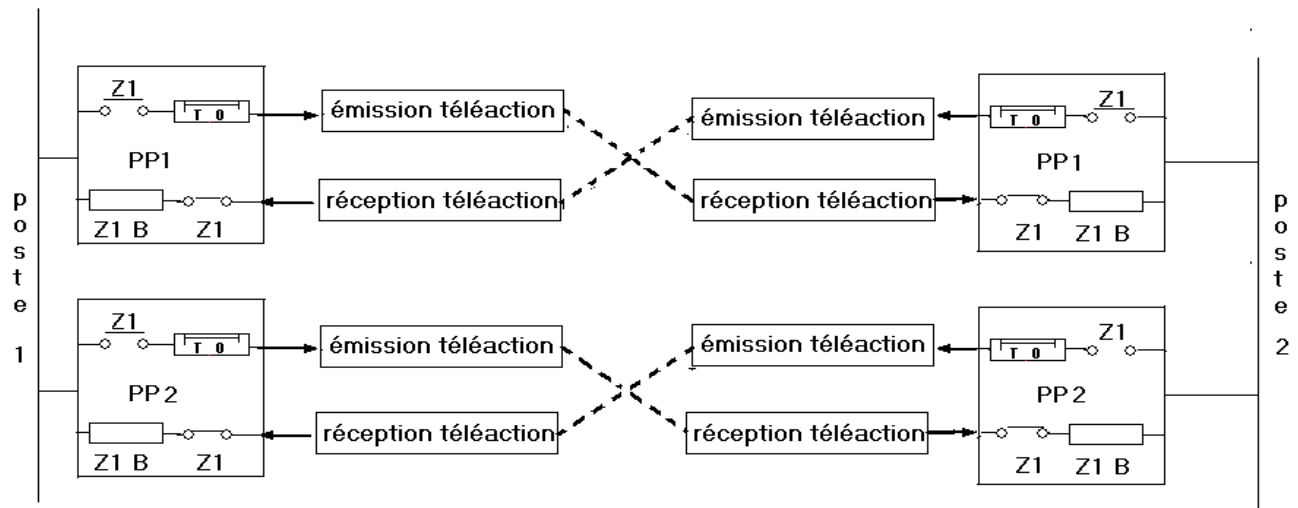 poste 1
Z1
T 0
émission téléaction
émission téléaction
T 0
Z1
PP1
PP1
réception téléaction
réception téléaction
Z1 B
Z1
Z1
Z1 B
poste 2
Z1
T 0
émission téléaction
émission téléaction
T 0
Z1
PP2
PP2
réception téléaction
réception téléaction
Z1 B
Z1
Z1
Z1 B